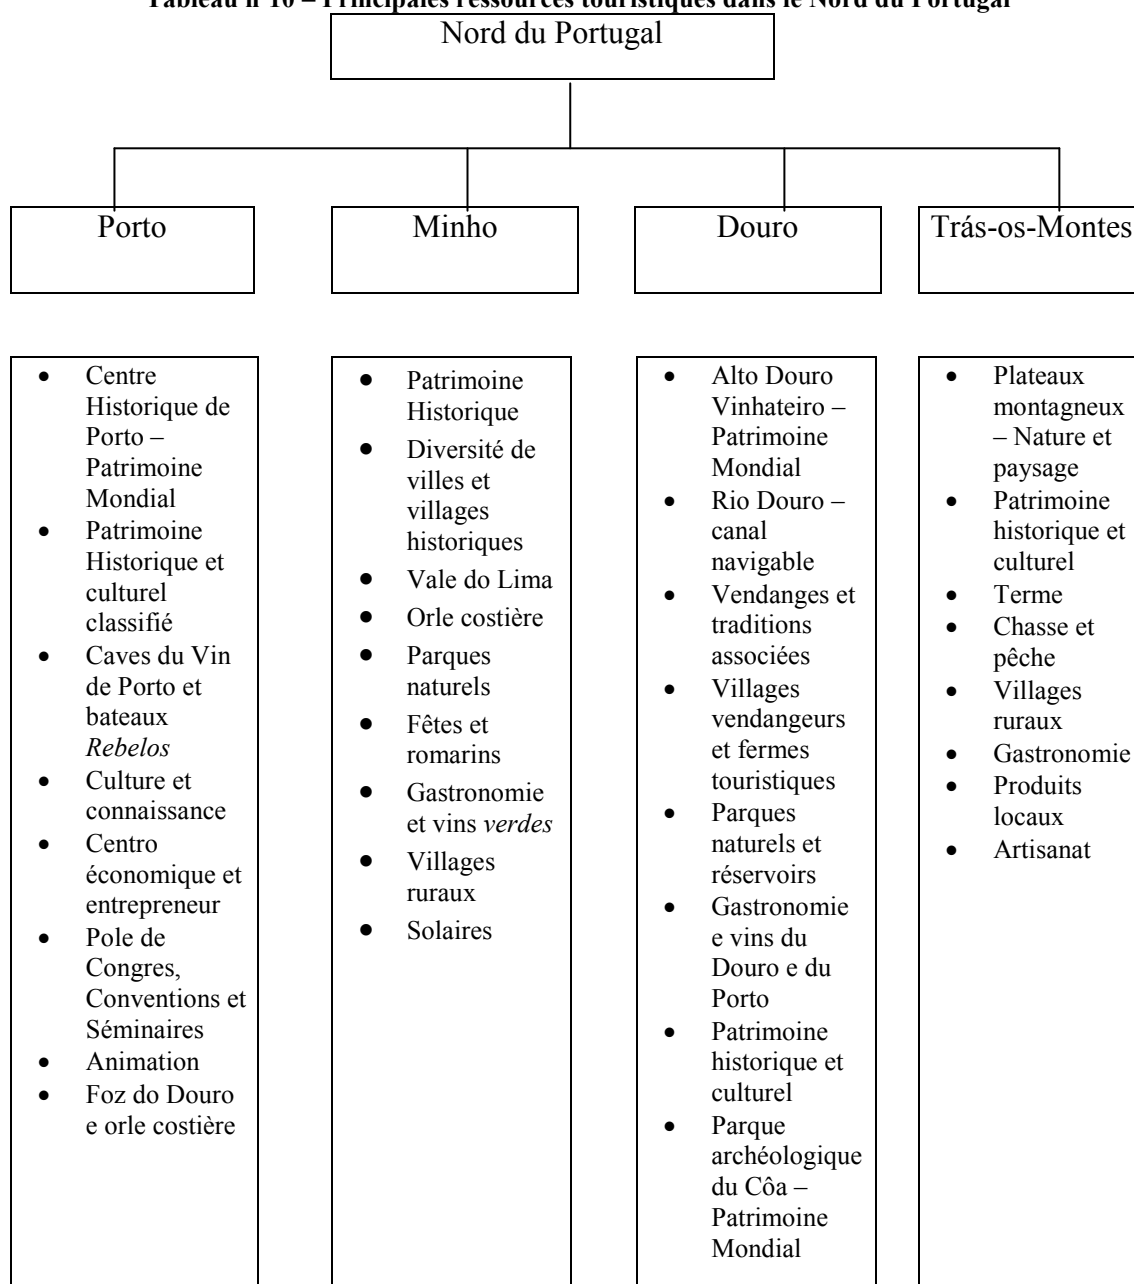 Tableau nº10 – Principales ressources touristiques dans le Nord du Portugal
Nord du Portugal
Porto
Minho
Douro
Trás-os-Montes
• Centre
Historique de
Porto –
Patrimoine
Mondial
• Patrimoine
Historique et
culturel
classifié
• Caves du Vin
de Porto et
bateaux
Rebelos
• Culture et
connaissance
• Centro
économique et
entrepreneur
• Pole de
Congres,
Conventions et
Séminaires
• Animation
• Foz do Douro
e orle costière
• Patrimoine
Historique
• Diversité de
villes et
villages
historiques
• Vale do Lima
• Orle costière
• Parques
naturels
• Fêtes et
romarins
• Gastronomie
et vins verdes
• Villages
ruraux
• Solaires
• Alto Douro
Vinhateiro –
Patrimoine
Mondial
• Rio Douro –
canal
navigable
• Vendanges et
traditions
associées
• Villages
vendangeurs
et fermes
touristiques
• Parques
naturels et
réservoirs
• Gastronomie
e vins du
Douro e du
Porto
• Patrimoine
historique et
culturel
• Parque
archéologique
du Côa –
Patrimoine
Mondial
• Plateaux
montagneux
– Nature et
paysage
• Patrimoine
historique et
culturel
• Terme
• Chasse et
pêche
• Villages
ruraux
• Gastronomie
• Produits
locaux
• Artisanat